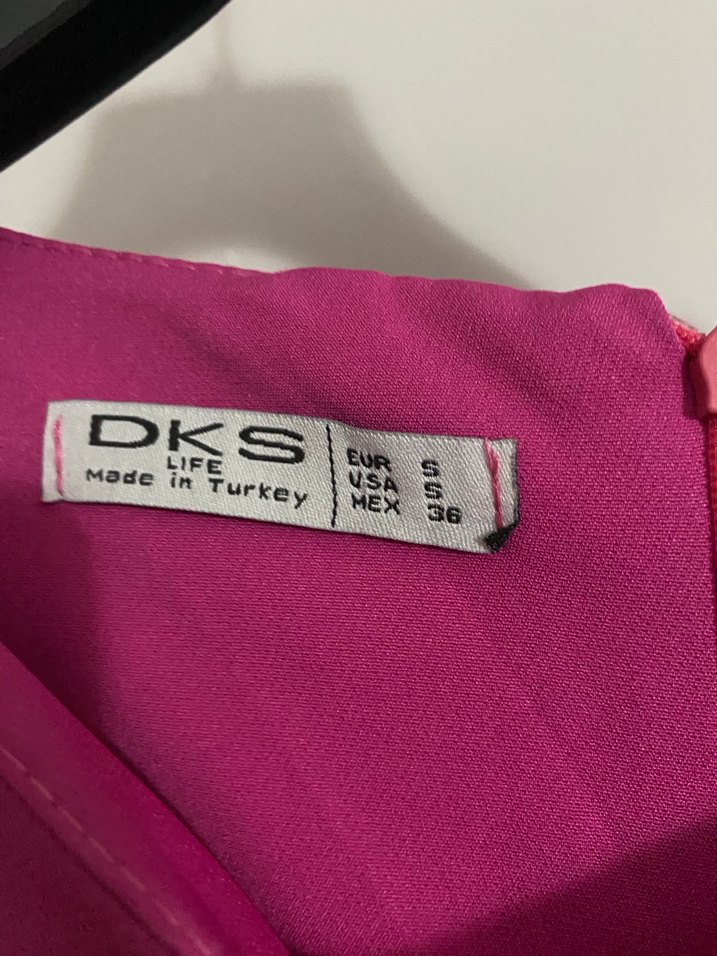 DKS
LIFE
Made in Turkey
EUR S
USA S
MEX 36